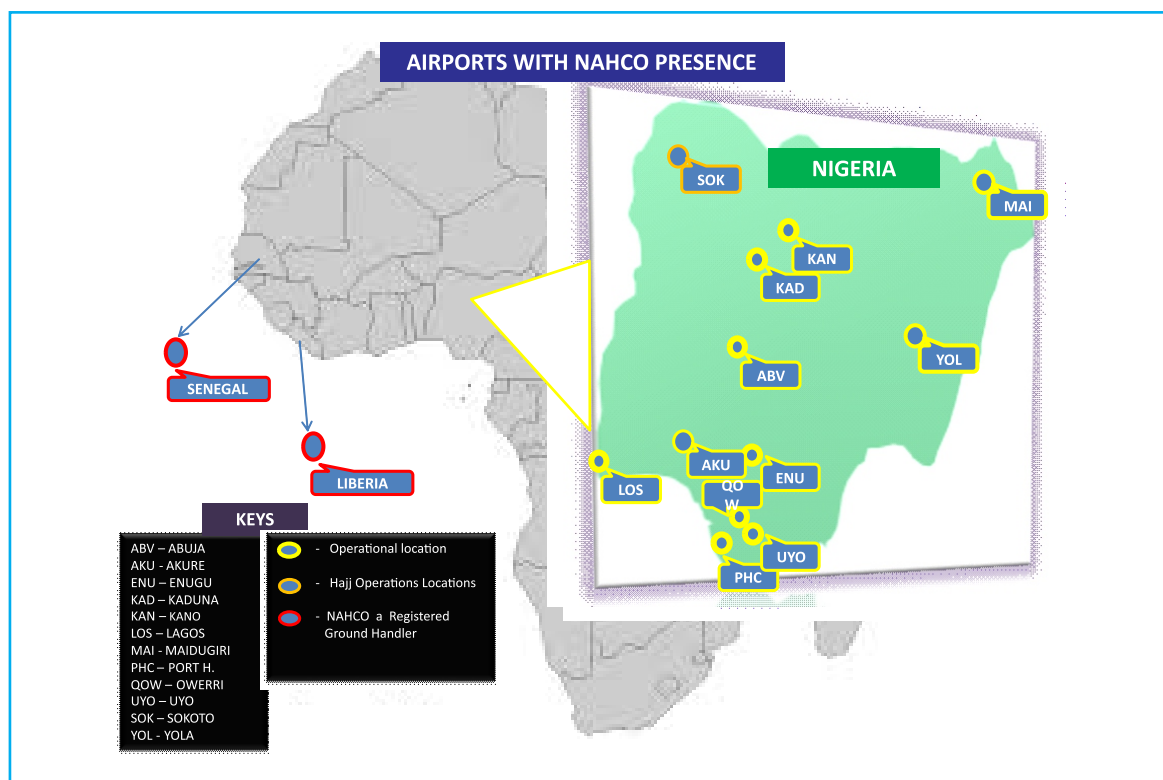 AIRPORTS WITH NAHCO PRESENCE
NIGERIA
SOK
MAI
KAN
KAD
YOL
ABV
SENEGAL
AKU
ENU
LOS
LIBERIA
QO
W
UYO
PHC
KEYS
ABV – ABUJA
AKU - AKURE
ENU – ENUGU
KAD – KADUNA
KAN – KANO
LOS – LAGOS
MAI - MAIDUGIRI
PHC – PORT H.
QOW – OWERRI
UYO – UYO
SOK – SOKOTO
YOL - YOLA
- Operational location
- Hajj Operations Locations
- NAHCO a Registered
Ground Handler